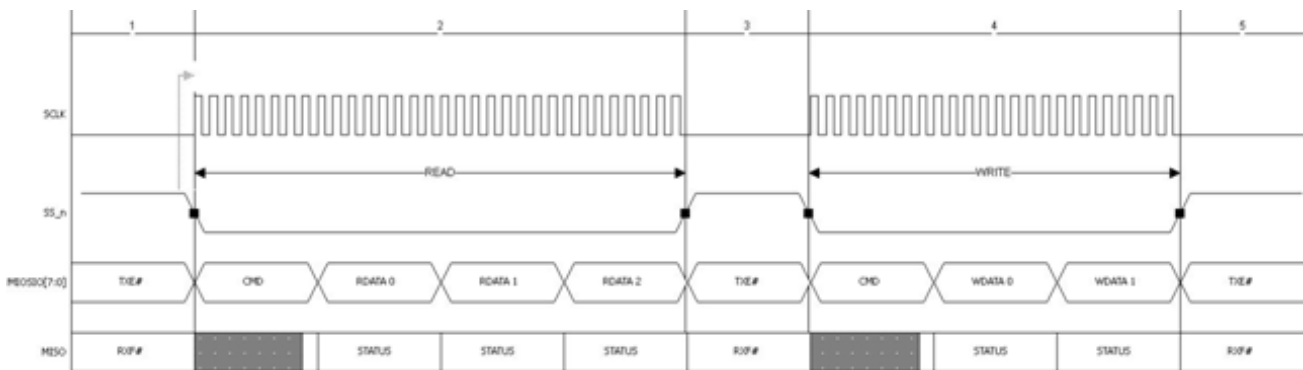 1 2 3 4 5
SCLK
READ WRITE
SS_n
MIOSIO[7:0] TXE# CMD RDATA 0 RDATA 1 RDATA 2 TXE# CMD WDATA 0 WDATA 1 TXE#
MISO RXF# STATUS STATUS STATUS RXF# STATUS STATUS RXF#